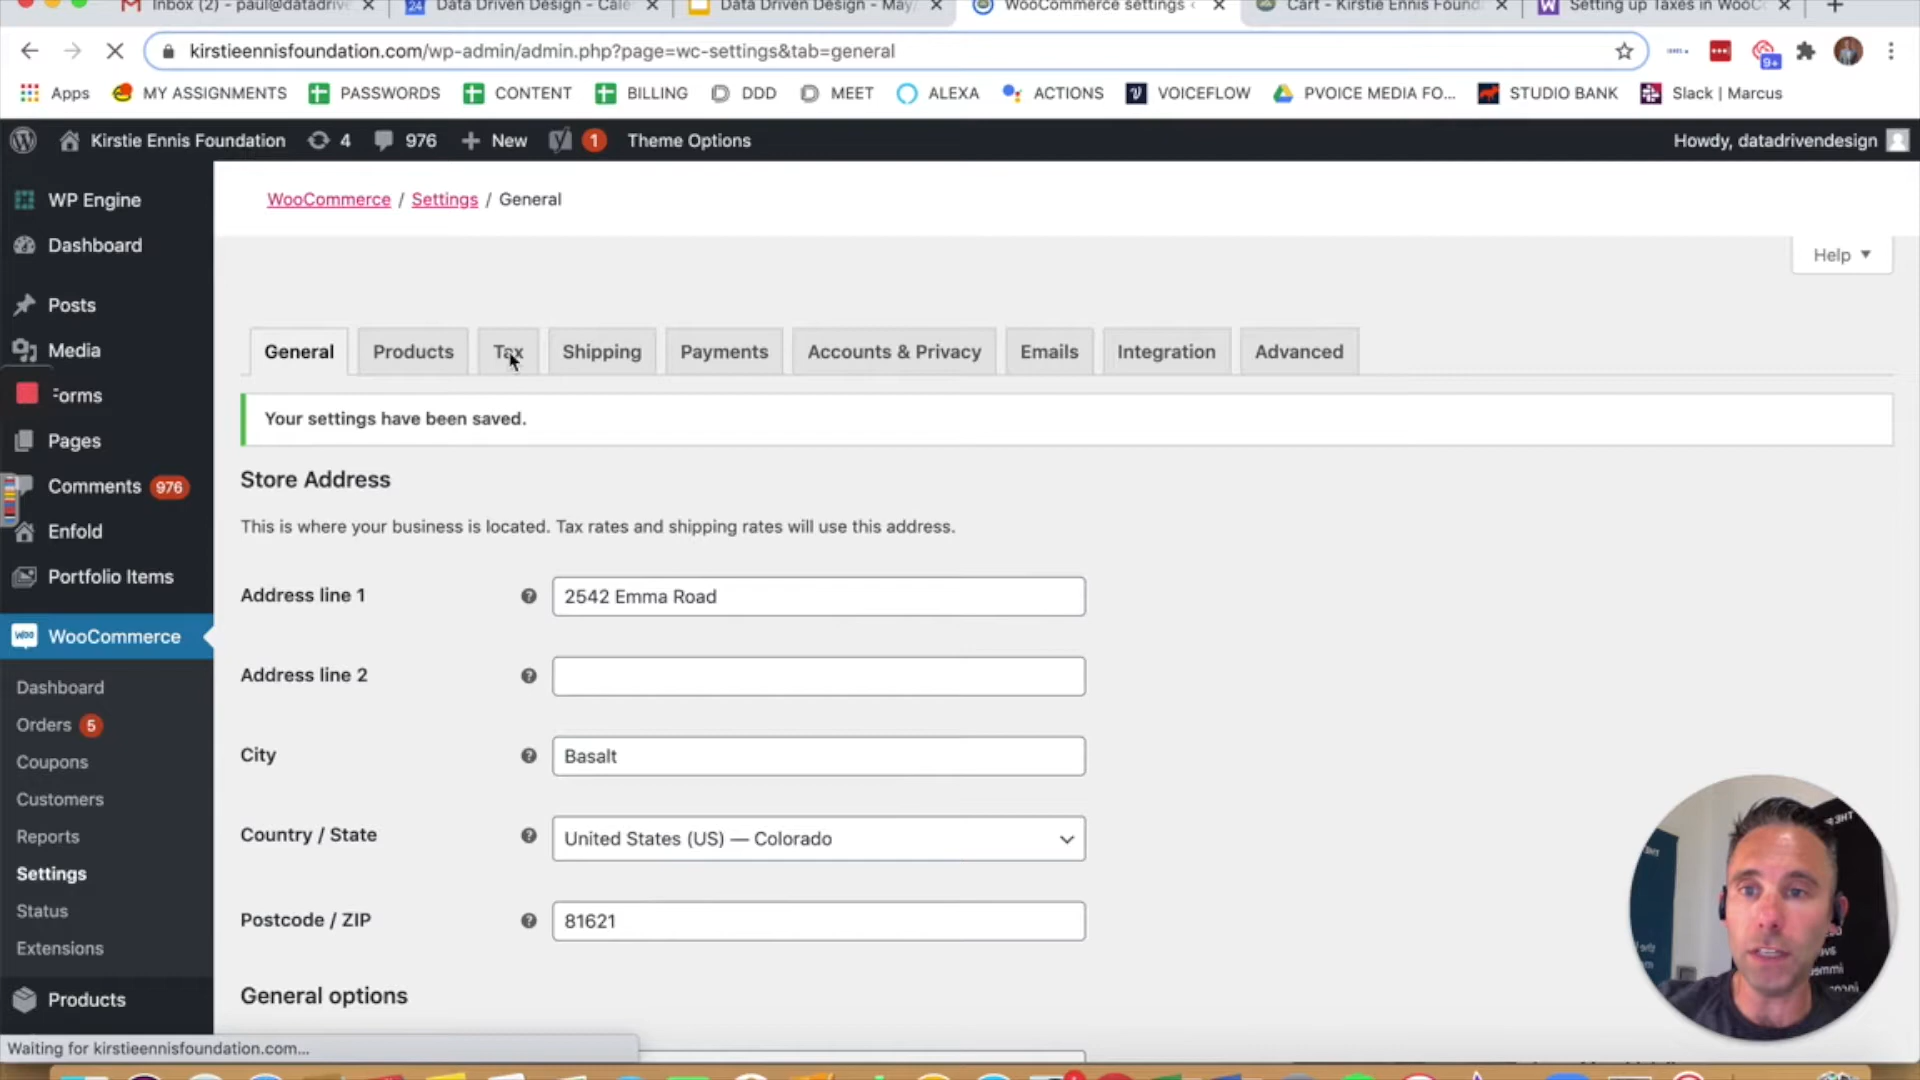 Inbox (2) - paul@datadriv
24
Data Driven Design - Cale
Data Driven Design - May
WooCommerce settings
Cart - Kirstie Ennis Found
Setting up Taxes in WooC
kirstieennisfoundation.com/wp-admin/admin.php?page=wc-settings&tab=general
9+
Apps MY ASSIGNMENTS PASSWORDS CONTENT BILLING DDD MEET ALEXA ACTIONS VOICEFLOW PVOICE MEDIA FO... STUDIO BANK Slack | Marcus
Kirstie Ennis Foundation 4 976 + New 1 Theme Options Howdy, datadrivendesign
WP Engine
Dashboard
Posts
Media
Forms
Pages
Comments 976
Enfold
Portfolio Items
WooCommerce
Dashboard
Orders 5
Coupons
Customers
Reports
Settings
Status
Extensions
Products
WooCommerce / Settings / General
Help
General Products Tax Shipping Payments Accounts & Privacy Emails Integration Advanced
Your settings have been saved.
Store Address
This is where your business is located. Tax rates and shipping rates will use this address.
Address line 1 2542 Emma Road
Address line 2
City Basalt
Country / State United States (US) — Colorado
Postcode / ZIP 81621
General options
Waiting for kirstieennisfoundation.com...